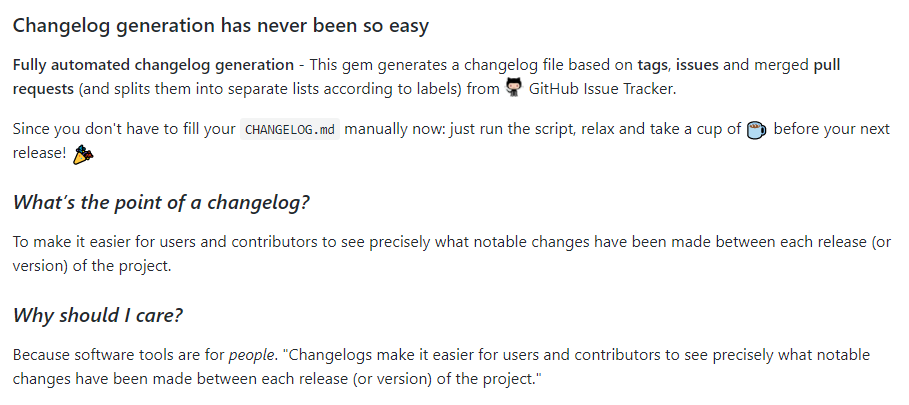 Changelog generation has never been so easy
Fully automated changelog generation - This gem generates a changelog file based on tags, issues and merged pull
requests (and splits them into separate lists according to labels) from GitHub Issue Tracker.
Since you don't have to fill your CHANGELOG.md manually now: just run the script, relax and take a cup of before your next
release!
What's the point of a changelog?
To make it easier for users and contributors to see precisely what notable changes have been made between each release (or
version) of the project.
Why should I care?
Because software tools are for people. "Changelogs make it easier for users and contributors to see precisely what notable
changes have been made between each release (or version) of the project."